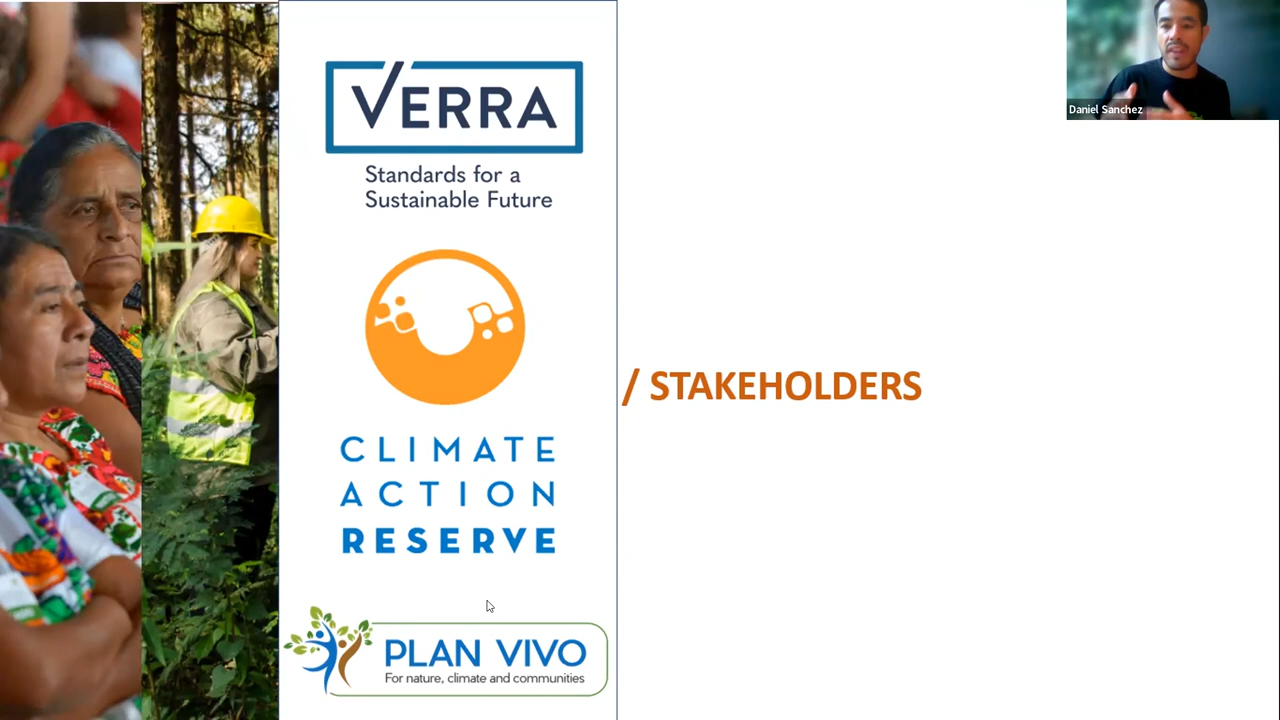 VERRA
Standards for a
Sustainable Future
CLIMATE
ACTION
RESERVE
PLAN VIVO
For nature, climate and communities
/ STAKEHOLDERS
Daniel Sanchez